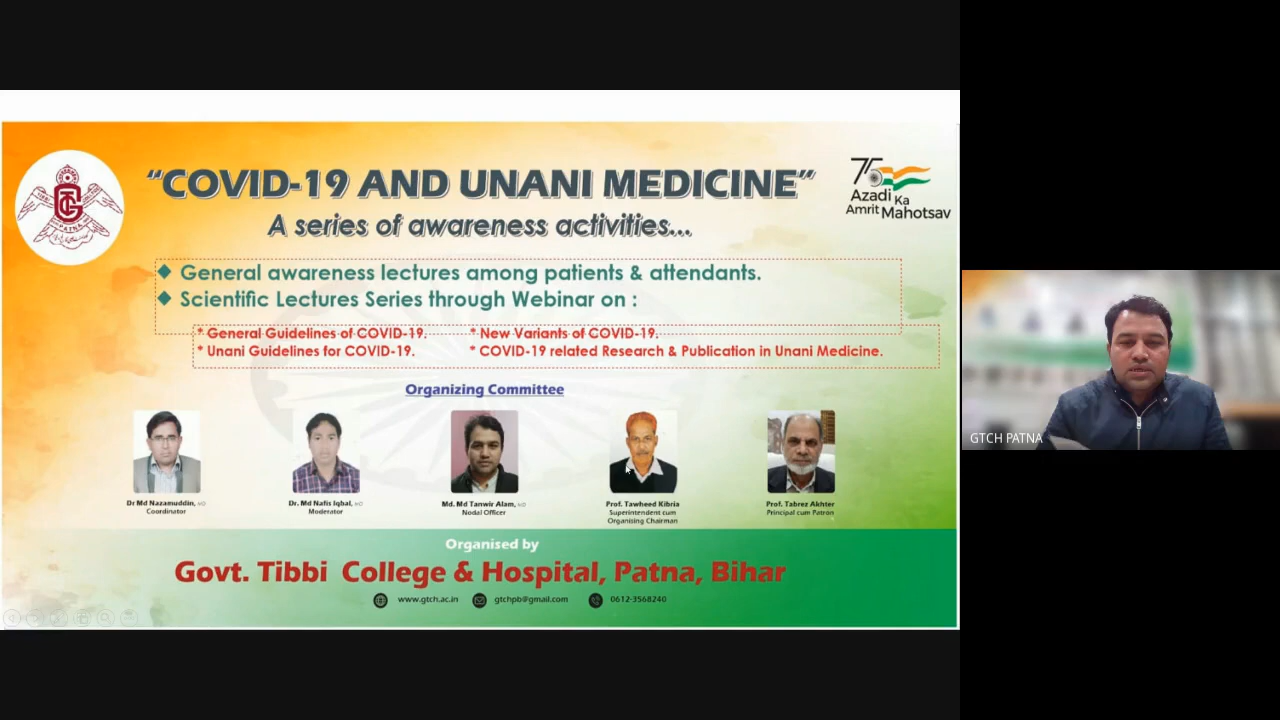 “COVID-19 AND UNANI MEDICINE”
A series of awareness activities...
75
Azadi Ka
Amrit Mahotsav
General awareness lectures among patients & attendants.
Scientific Lectures Series through Webinar on :
* General Guidelines of COVID-19.
* New Variants of COVID-19.
* Unani Guidelines for COVID-19.
* COVID-19 related Research & Publication in Unani Medicine.
Organizing Committee
Dr Md Nazamuddin, MO
Coordinator
Dr. Md Nafis Iqbal, MO
Moderator
Md. Md Tanwir Alam, MO
Nodal Officer
Prof. Tawheed Kibria
Superintendent cum
Organising Chairman
Prof. Tabrez Akhter
Principal cum Patron
Organised by
Govt. Tibbi College & Hospital, Patna, Bihar
www.gtch.ac.in
gtchpb@gmail.com
0612-3568240
GTCH PATNA